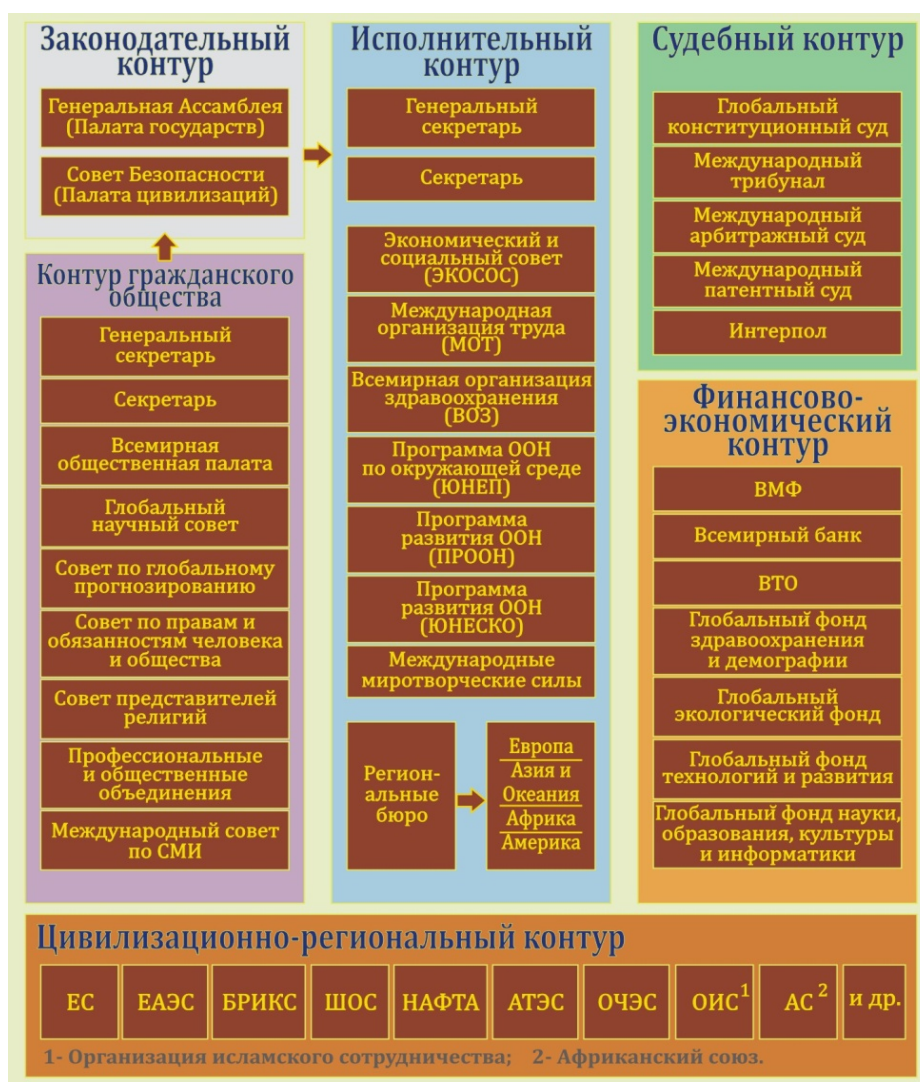 Законодательный
контур
Генеральная Ассамблея
(Палата государств)
Совет Безопасности
(Палата цивилизаций)
Контур гражданского
общества
Генеральный
секретарь
Секретарь
Всемирная
общественная палата
Глобальный
научный совет
Совет по глобальному
прогнозированию
Совет по правам и
обязанностям человека
и общества
Совет представителей
религий
Профессиональные
и общественные
объединения
Международный совет
по СМИ
Исполнительный
контур
Генеральный
секретарь
Секретарь
Экономический и
социальный совет
(ЭКОСОС)
Международная
организация труда
(МОТ)
Всемирная организация
здравоохранения
(ВОЗ)
Программа ООН
по окружающей среде
(ЮНЕП)
Программа
развития ООН
(ПРООН)
Программа
развития ООН
(ЮНЕСКО)
Международные
миротворческие силы
Регион-
альные
бюро
Европа
Азия и
Океания
Африка
Америка
Судебный контур
Глобальный
конституционный суд
Международный
трибунал
Международный
арбитражный суд
Международный
патентный суд
Интерпол
Финансово-
экономический
контур
ВМФ
Всемирный банк
ВТО
Глобальный фонд
здравоохранения
и демографии
Глобальный
экологический фонд
Глобальный фонд
технологий и развития
Глобальный фонд науки,
образования, культуры
и информатики
Цивилизационно-региональный контур
ЕС
ЕАЭС
БРИКС
ШОС
НАФТА
АТЭС
ОЧЭС
ОИС¹
АС²
и др.
1- Организация исламского сотрудничества; 2- Африканский союз.